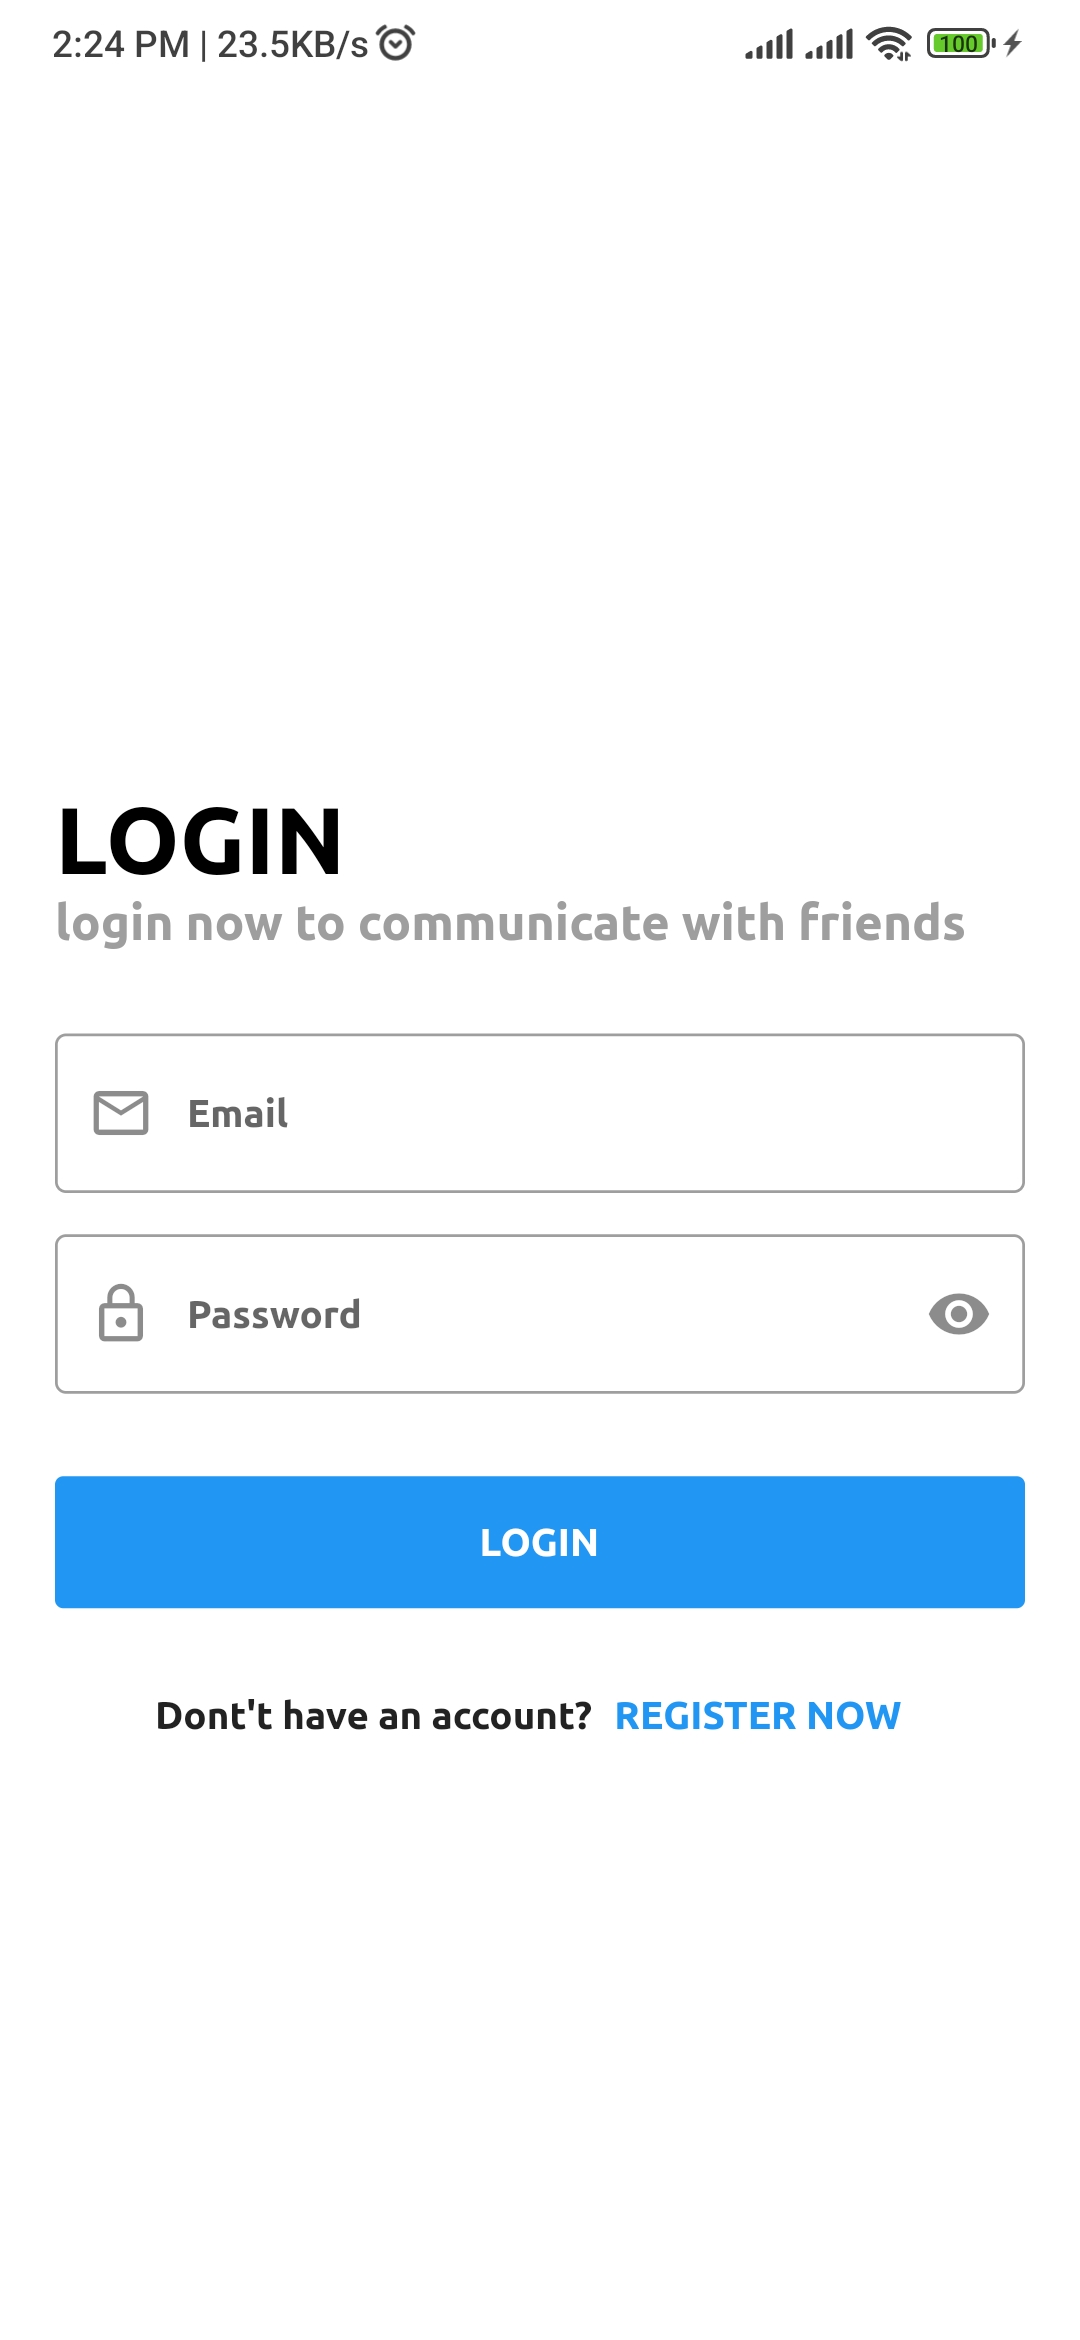 2:24 PM | 23.5KB/s
100
LOGIN
login now to communicate with friends
Email
Password
LOGIN
Dont't have an account? REGISTER NOW